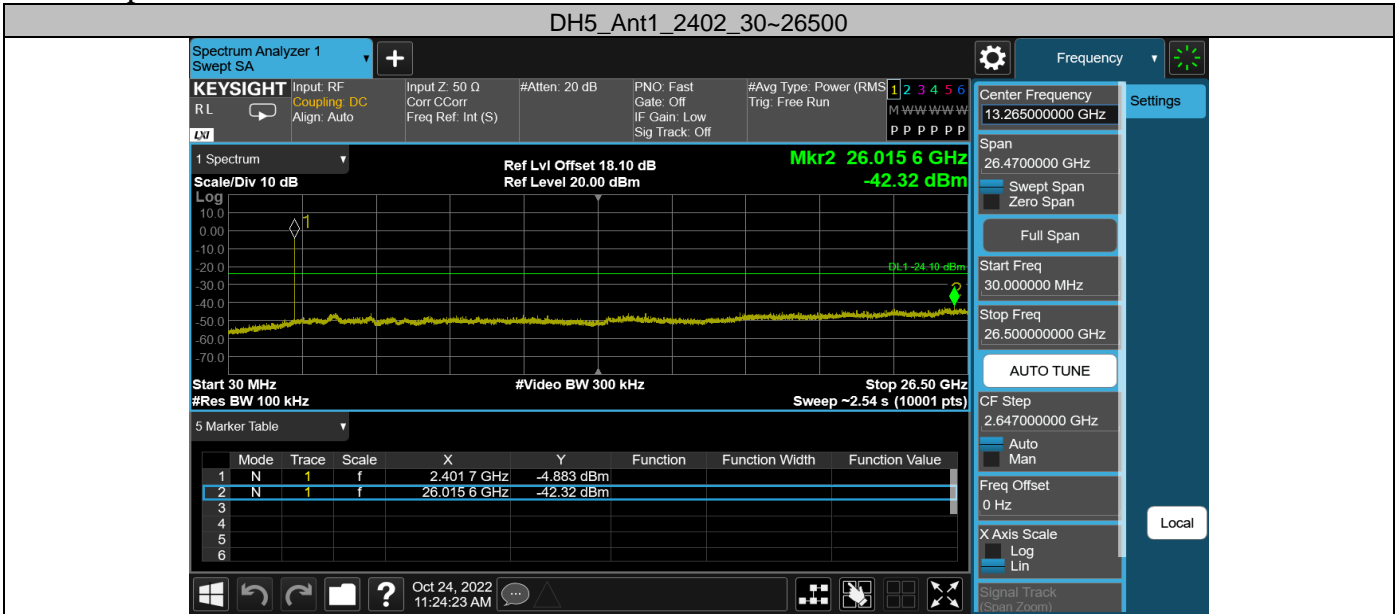 DH5_Ant1_2402_30~26500
Spectrum Analyzer 1
Swept SA
Frequency
KEYSIGHT
RL
LXI
Input: RF
Coupling: DC
Align: Auto
Input Z: 50 Ω
Corr CCorr
Freq Ref: Int (S)
#Atten: 20 dB
PNO: Fast
Gate: Off
IF Gain: Low
Sig Track: Off
#Avg Type: Power (RMS
Trig: Free Run
1 2 3 4 5 6
M W W W W W
P P P P P P
1 Spectrum
Scale/Div 10 dB
Ref Lvl Offset 18.10 dB
Ref Level 20.00 dBm
Mkr2 26.015 6 GHz
-42.32 dBm
Log
10.0
0.00
-10.0
-20.0
-30.0
-40.0
-50.0
-60.0
-70.0
1
DL1 -24.10 dBm
2
Start 30 MHz
#Video BW 300 kHz
Stop 26.50 GHz
#Res BW 100 kHz
Sweep ~2.54 s (10001 pts)
5 Marker Table
Mode Trace Scale X Y Function Function Width Function Value
1 N 1 f 2.401 7 GHz -4.883 dBm
2 N 1 f 26.015 6 GHz -42.32 dBm
3
4
5
6
Oct 24, 2022
11:24:23 AM
Center Frequency
13.265000000 GHz
Settings
Span
26.4700000 GHz
Swept Span
Zero Span
Full Span
Start Freq
30.000000 MHz
Stop Freq
26.500000000 GHz
AUTO TUNE
CF Step
2.647000000 GHz
Auto
Man
Freq Offset
0 Hz
Local
X Axis Scale
Log
Lin
Signal Track
(Span Zoom)